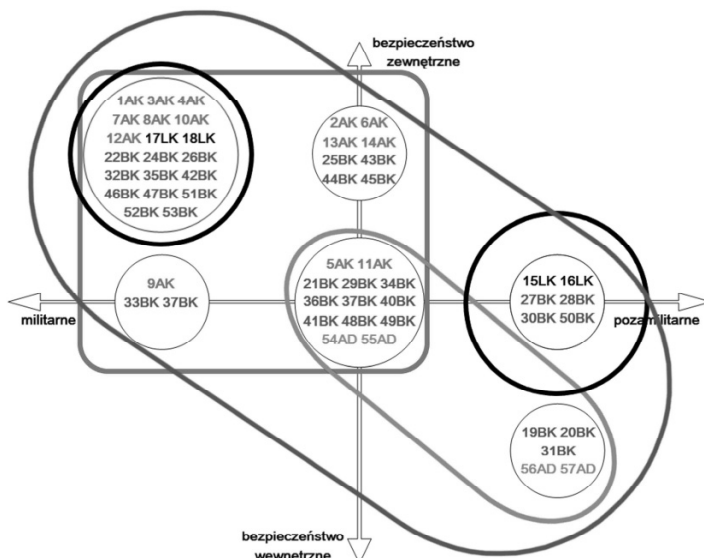 bezpieczeństwo
zewnętrzne
1AK 3AK 4AK
7AK 8AK 10AK
12AK 17LK 18LK
22BK 24BK 26BK
32BK 35BK 42BK
46BK 47BK 51BK
52BK 53BK
2AK 6AK
13AK 14AK
25BK 43BK
44BK 45BK
9AK
33BK 37BK
5AK 11AK
21BK 29BK 34BK
36BK 37BK 40BK
41BK 48BK 49BK
54AD 55AD
15LK 16LK
27BK 28BK
30BK 50BK
militarne
pozamilitarne
19BK 20BK
31BK
56AD 57AD
bezpieczeństwo
wewnętrzne